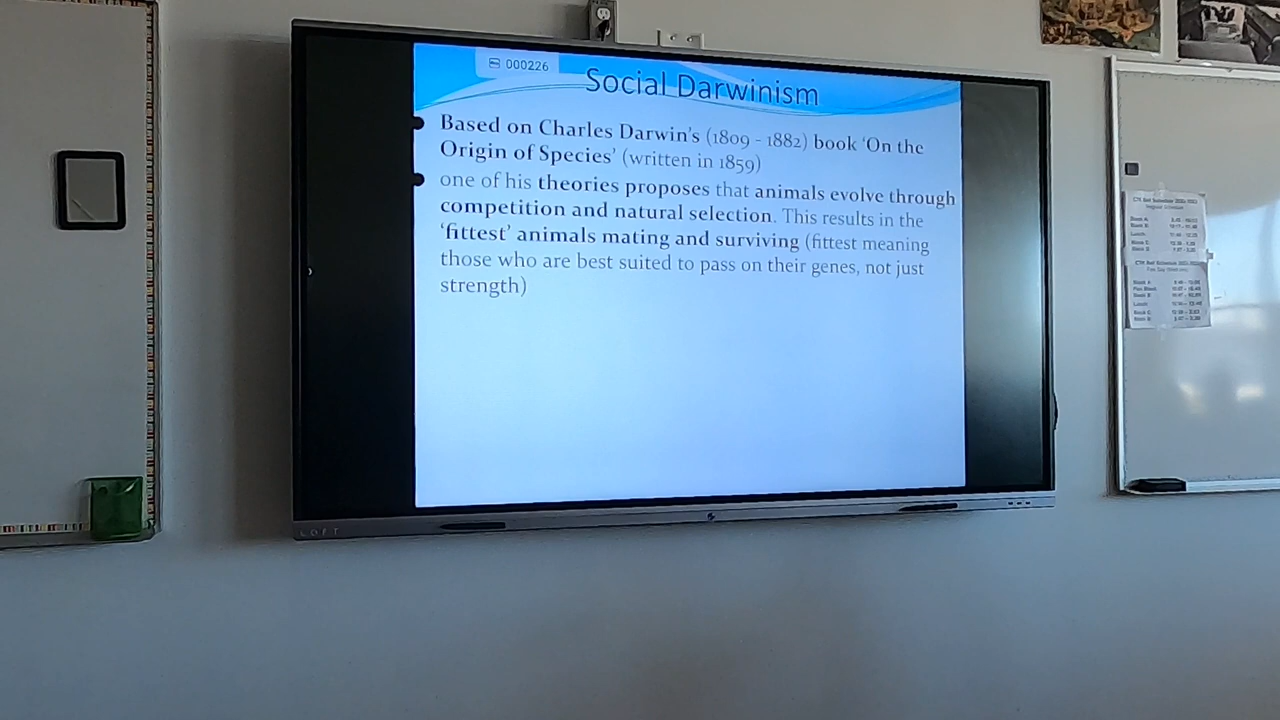 000226
Social Darwinism
Based on Charles Darwin's (1809 - 1882) book 'On the
Origin of Species' (written in 1859)
one of his theories proposes that animals evolve through
competition and natural selection. This results in the
'fittest' animals mating and surviving (fittest meaning
those who are best suited to pass on their genes, not just
strength)
LOFT